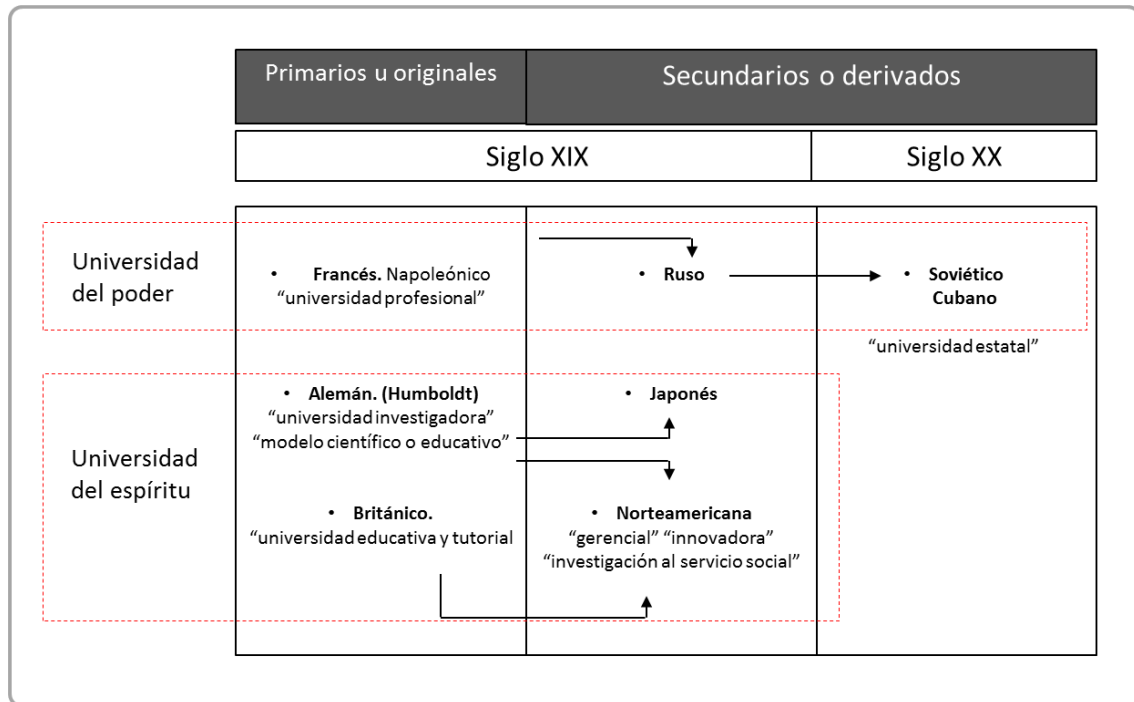 Primarios u originales
Secundarios o derivados
Siglo XIX
Siglo XX
Universidad
del poder
• Francés. Napoleónico
“universidad profesional”
• Ruso
• Soviético
Cubano
“universidad estatal”
Universidad
del espíritu
• Alemán. (Humboldt)
“universidad investigadora”
“modelo científico o educativo”
• Japonés
• Británico.
“universidad educativa y tutorial
• Norteamericana
“gerencial” “innovadora”
“investigación al servicio social”